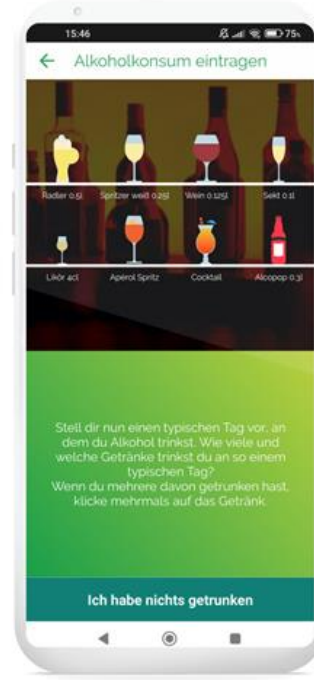 15:46
75%
Alkoholkonsum eintragen
Radler 0.5l Spritzer weiß 0.25l Wein 0.125l Sekt 0.1l
Likör 4cl Aperol Spritz Cocktail Alcopop 0.3l
Stell dir nun einen typischen Tag vor, an
dem du Alkohol trinkst. Wie viele und
welche Getränke trinkst du an so einem
typischen Tag?
Wenn du mehrere davon getrunken hast,
klicke mehrmals auf das Getränk.
Ich habe nichts getrunken